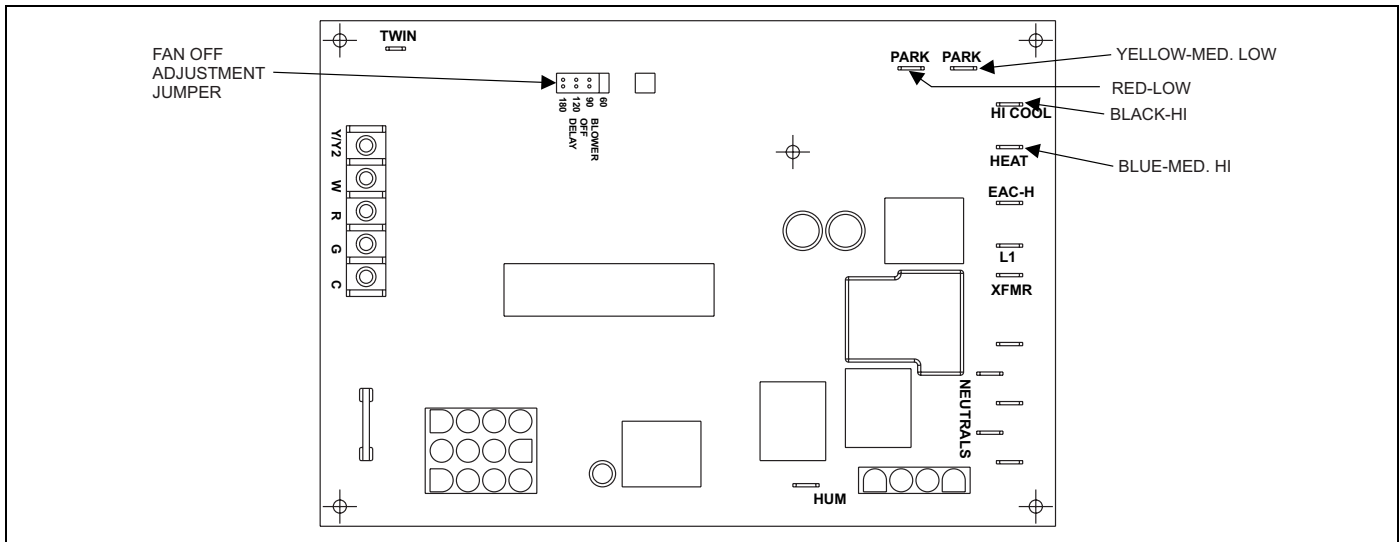 TWIN
FAN OFF
ADJUSTMENT
JUMPER
PARK PARK
YELLOW-MED. LOW
RED-LOW
HI COOL
BLACK-HI
HEAT
BLUE-MED. HI
EAC-H
L1
XFMR
NEUTRALS
HUM
60
90
120
180
BLOWER
OFF
DELAY
Y/Y2
W
R
G
C